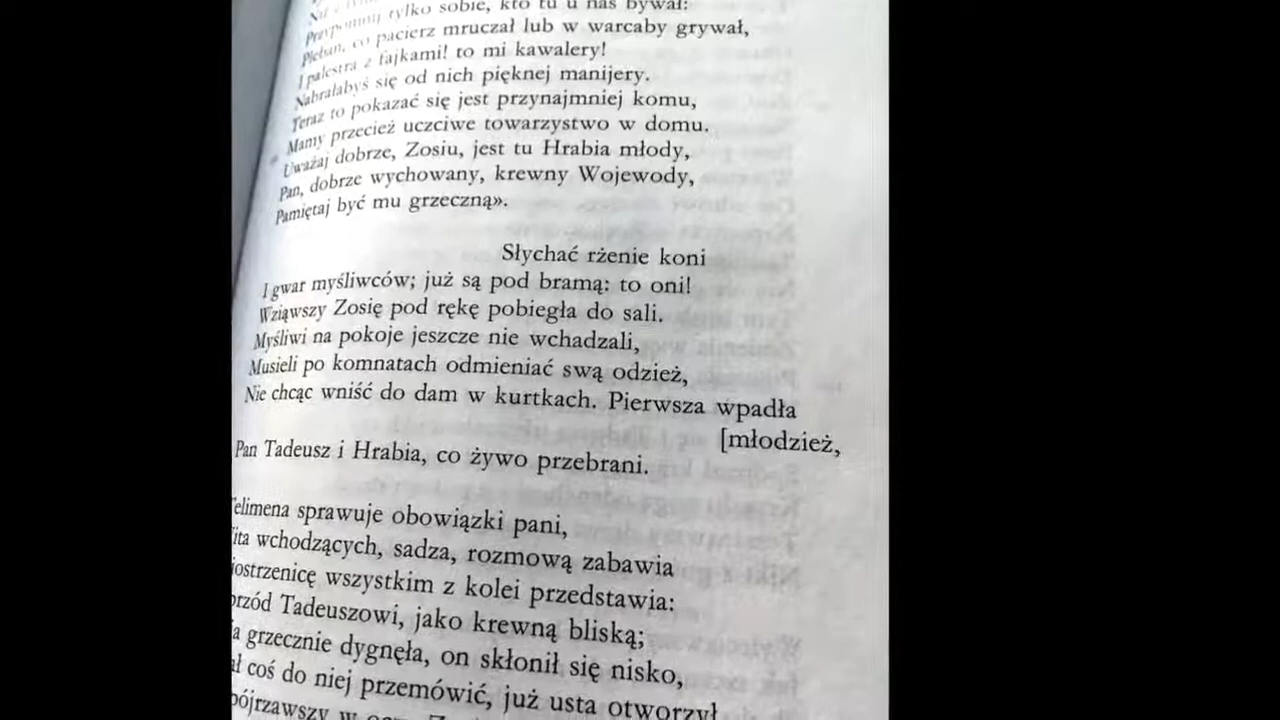 Przypomnij tylko sobie, kto tu u nas bywał:
Pleban, co pacierz mruczał lub w warcaby grywał,
I palestra z fajkami! to mi kawalery!
Nabrałabyś się od nich pięknej manijery.
Teraz to pokazać się jest przynajmniej komu,
Mamy przecież uczciwe towarzystwo w domu.
Uważaj dobrze, Zosiu, jest tu Hrabia młody,
Pan, dobrze wychowany, krewny Wojewody,
Pamiętaj być mu grzeczną».
Słychać rżenie koni
I gwar myśliwców; już są pod bramą: to oni!
Wziąwszy Zosię pod rękę pobiegła do sali.
Myśliwi na pokoje jeszcze nie wchadzali,
Musieli po komnatach odmieniać swą odzież,
Nie chcąc wniść do dam w kurtkach. Pierwsza wpadła
[młodzież,
Pan Tadeusz i Hrabia, co żywo przebrani.
Telimena sprawuje obowiązki pani,
ita wchodzących, sadza, rozmową zabawia
iostrzenicę wszystkim z kolei przedstawia:
przód Tadeuszowi, jako krewną bliską;
a grzecznie dygnęła, on skłonił się nisko,
ał coś do niej przemówić, już usta otworzył
pójrzawszy w oczy